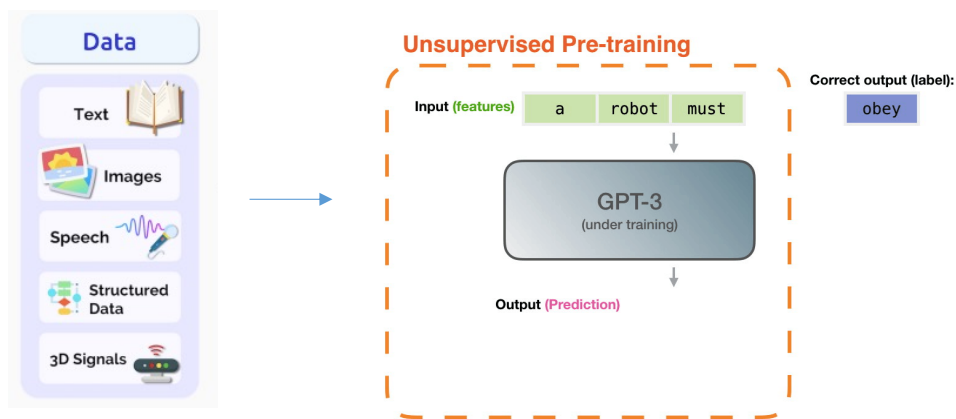 Data
Text
Images
Speech
Structured
Data
3D Signals
Unsupervised Pre-training
Input (features)
a robot must
GPT-3
(under training)
Output (Prediction)
Correct output (label):
obey